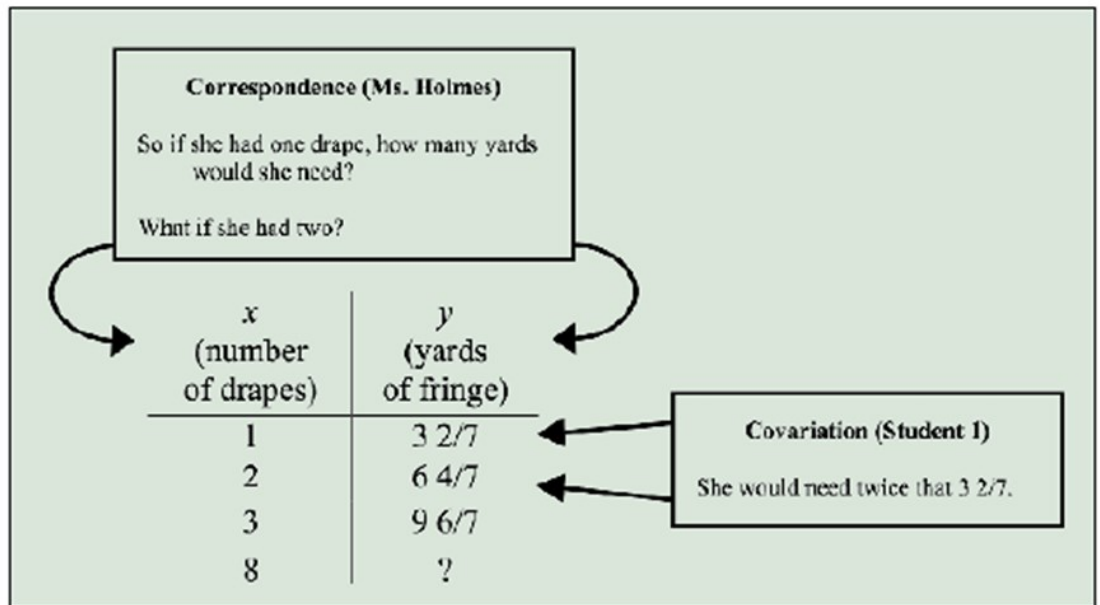 Correspondence (Ms. Holmes)
So if she had one drape, how many yards
would she need?
What if she had two?
x y
(number (yards
of drapes) of fringe)
1 3 2/7
2 6 4/7
3 9 6/7
8 ?
Covariation (Student 1)
She would need twice that 3 2/7.